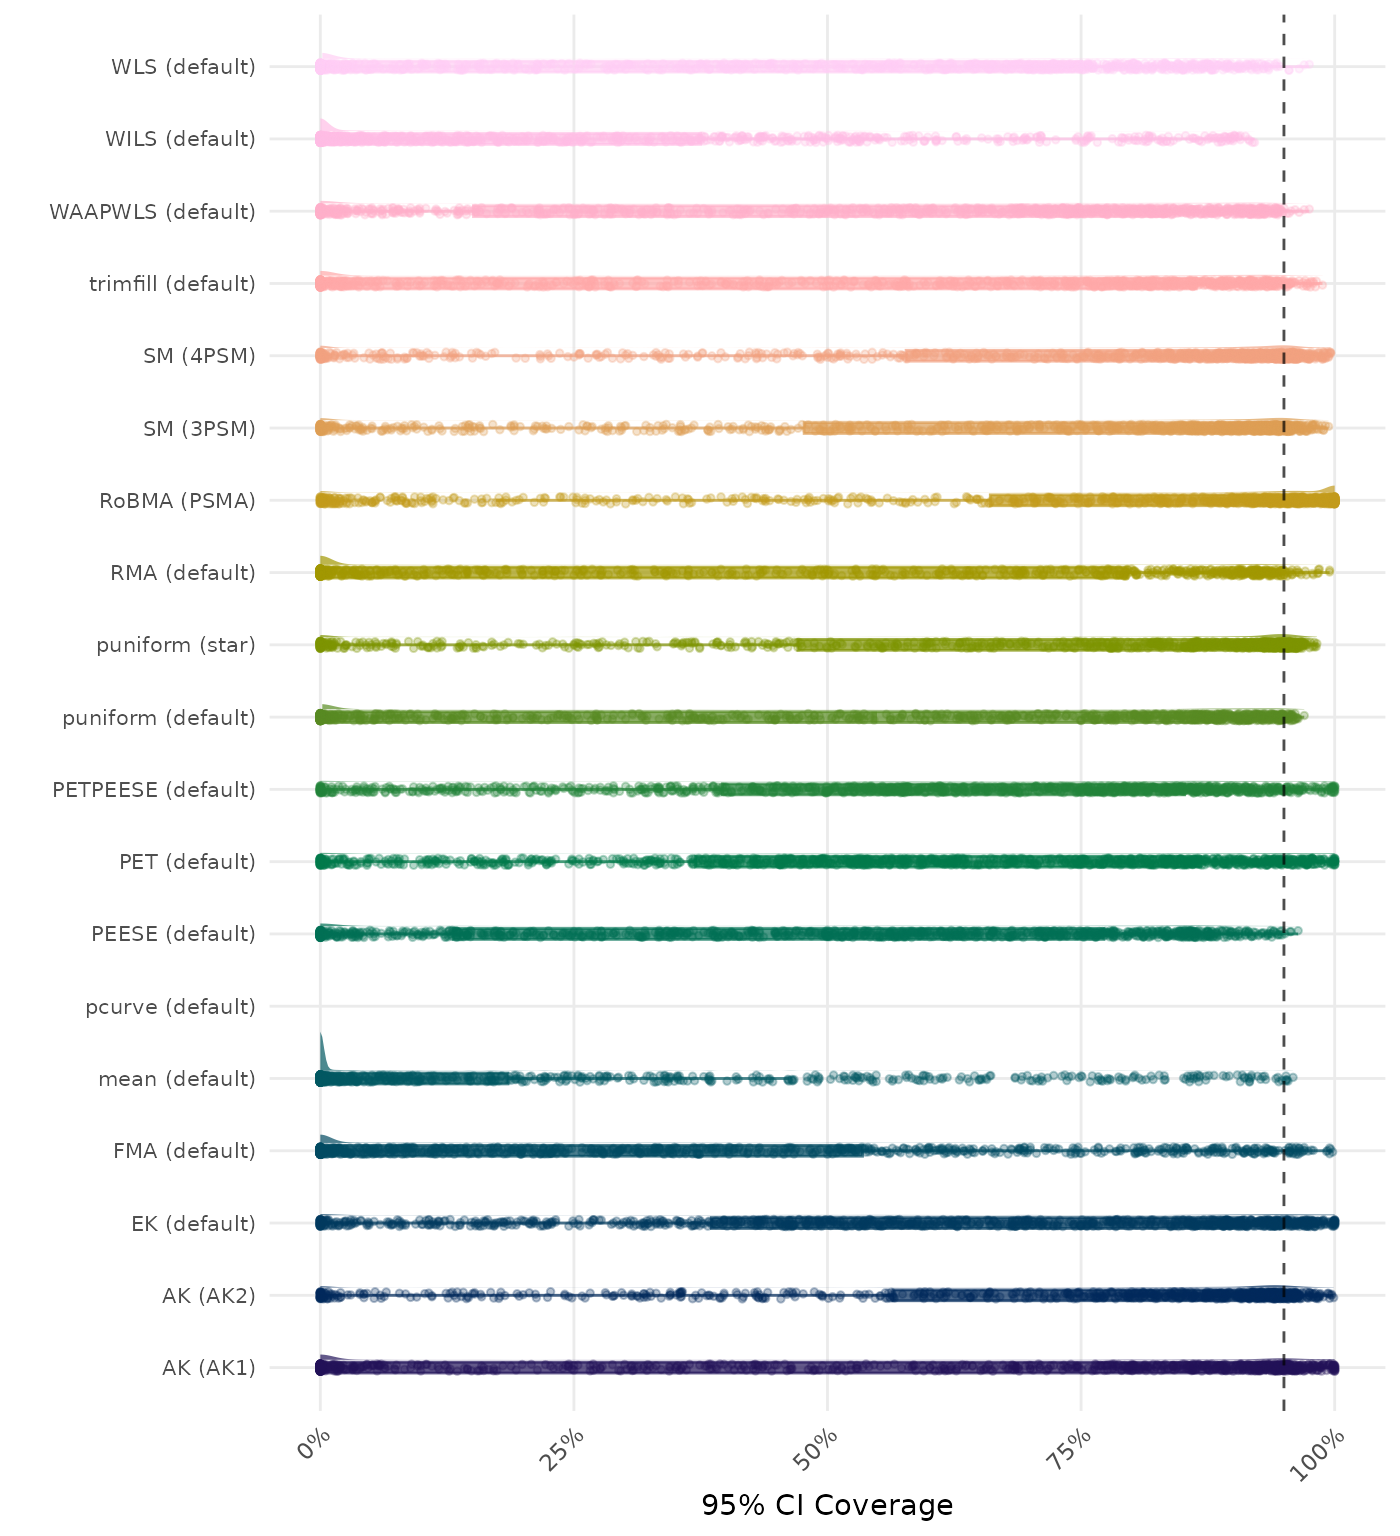 WLS (default)
WILS (default)
WAAPWLS (default)
trimfill (default)
SM (4PSM)
SM (3PSM)
RoBMA (PSMA)
RMA (default)
puniform (star)
puniform (default)
PETPEESE (default)
PET (default)
PEESE (default)
pcurve (default)
mean (default)
FMA (default)
EK (default)
AK (AK2)
AK (AK1)
0% 25% 50% 75% 100%
95% CI Coverage